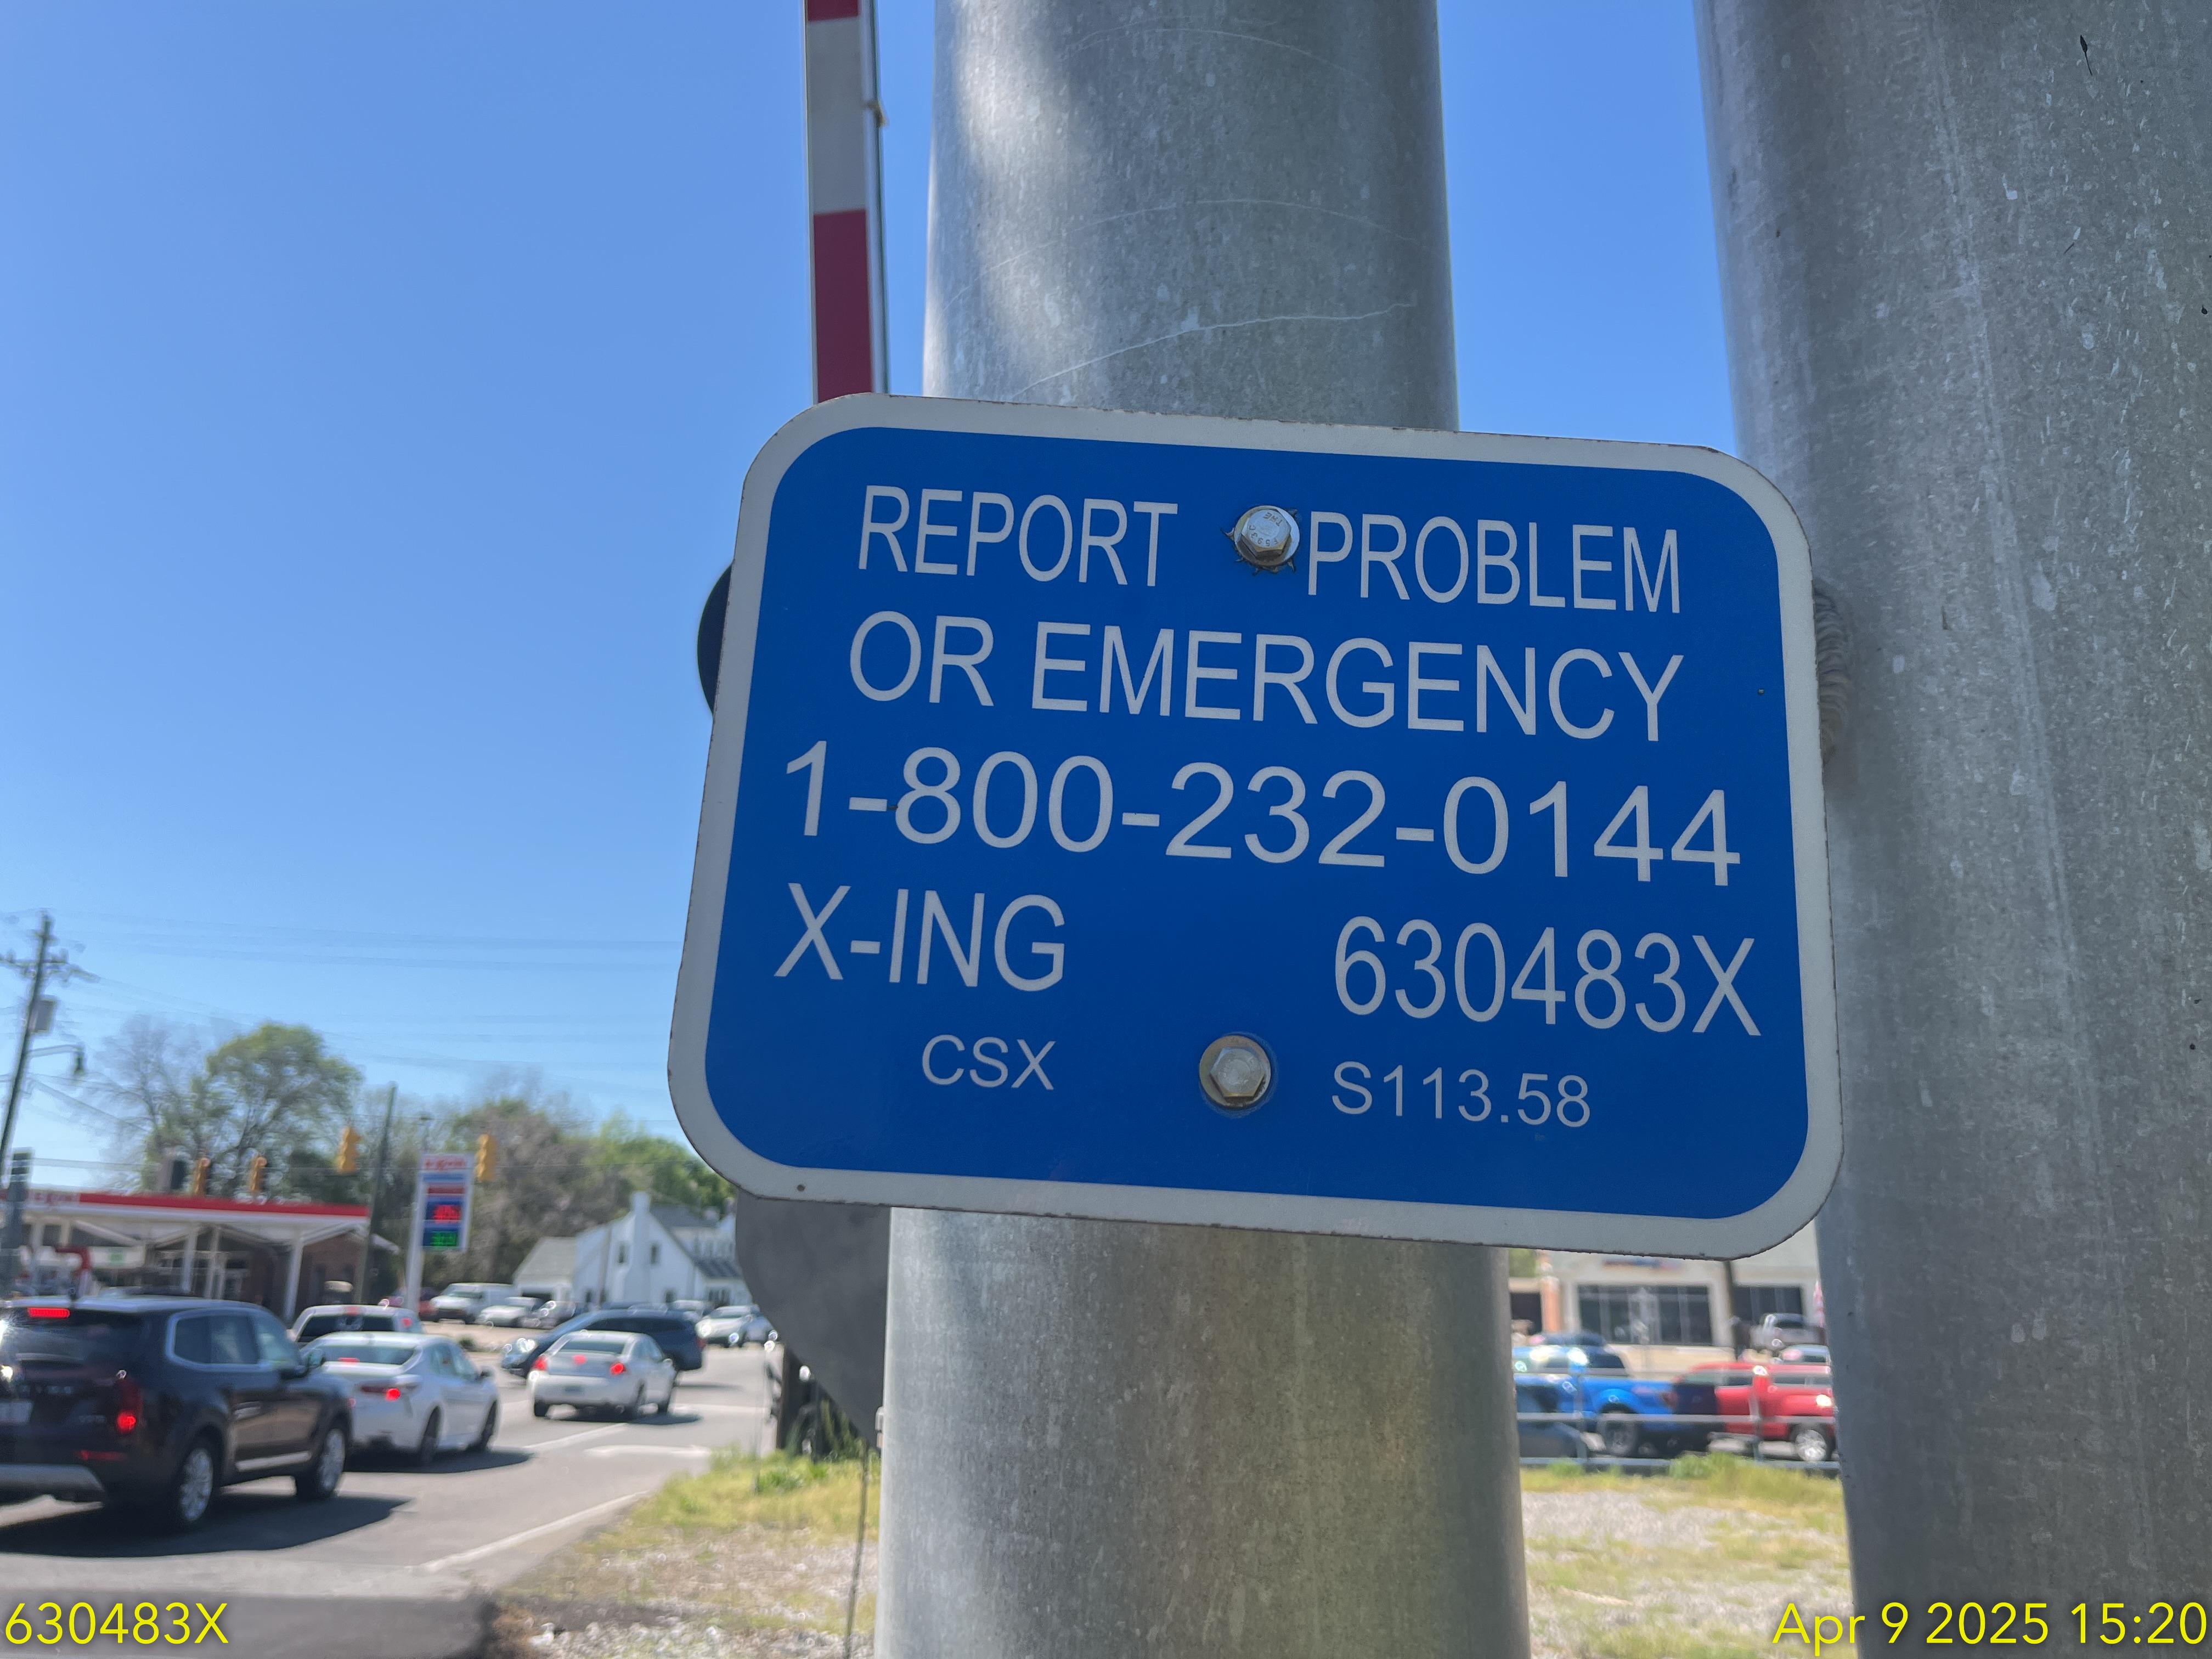 REPORT PROBLEM
OR EMERGENCY
1-800-232-0144
X-ING 630483X
CSX S113.58
630483X
Apr 9 2025 15:20